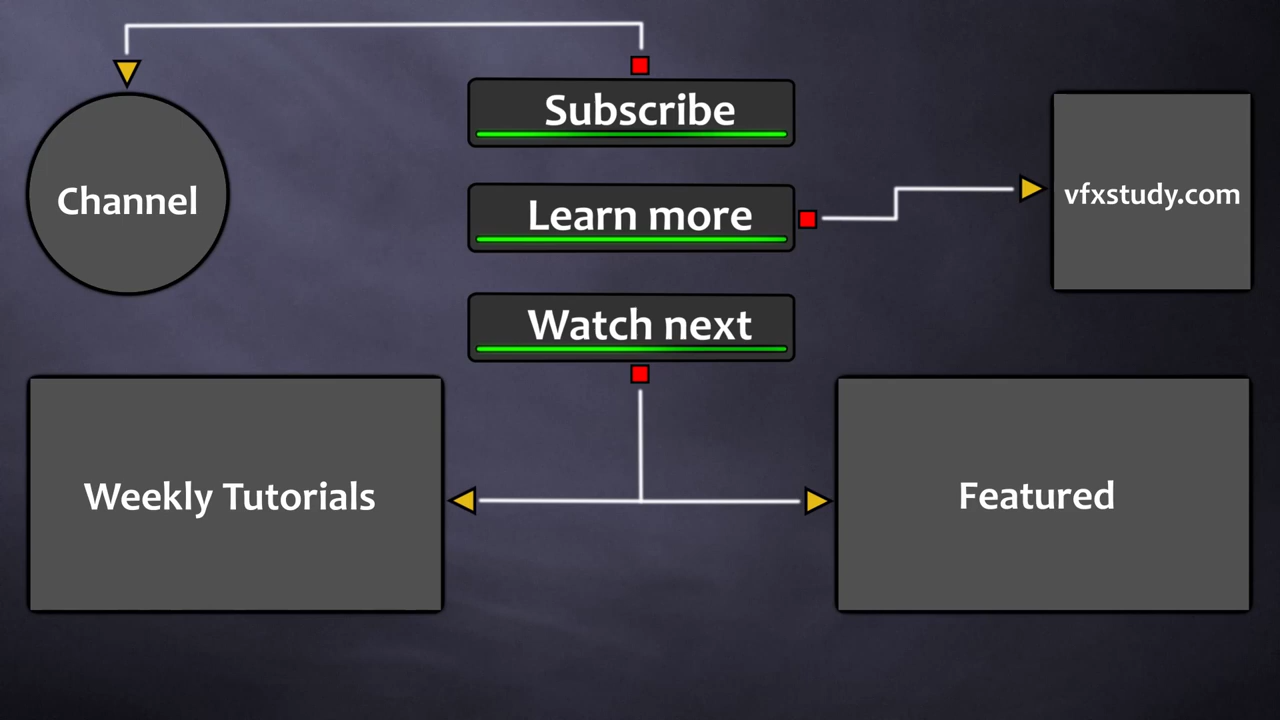 Subscribe
Channel
Learn more
vfxstudy.com
Watch next
Weekly Tutorials
Featured